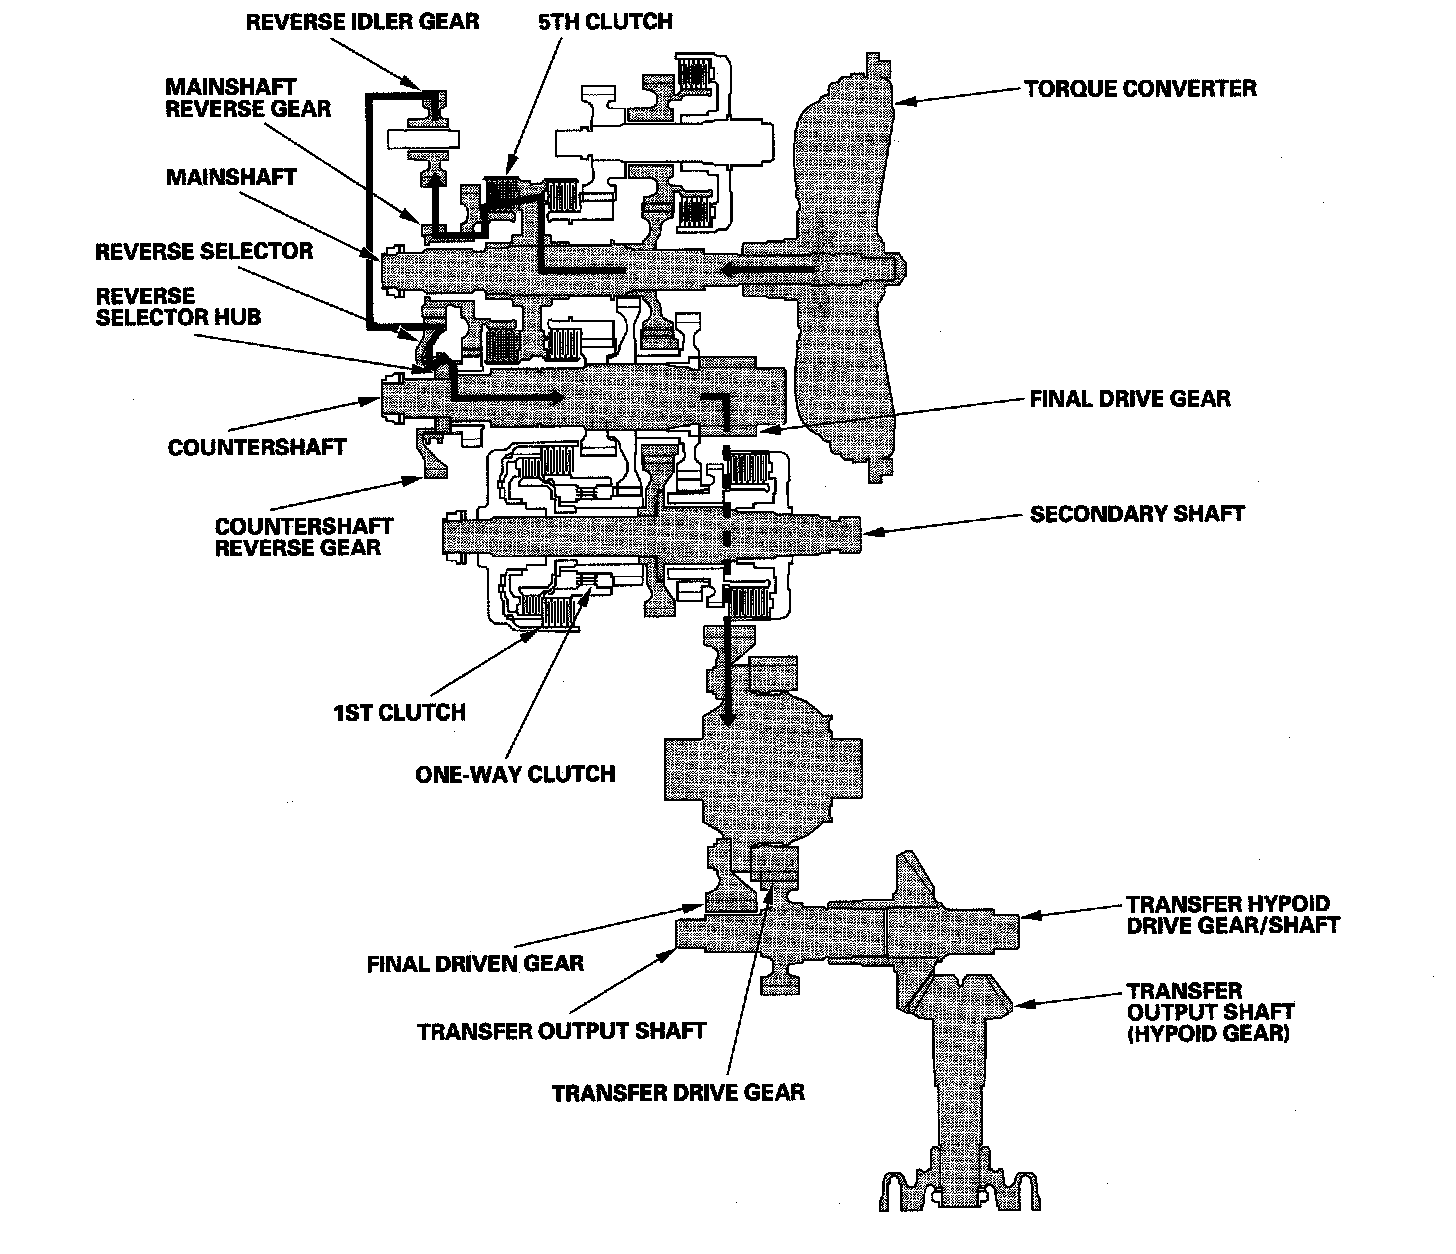 REVERSE IDLER GEAR
5TH CLUTCH
MAINSHAFT
REVERSE GEAR
TORQUE CONVERTER
MAINSHAFT
REVERSE SELECTOR
REVERSE
SELECTOR HUB
FINAL DRIVE GEAR
COUNTERSHAFT
COUNTERSHAFT
REVERSE GEAR
SECONDARY SHAFT
1ST CLUTCH
ONE-WAY CLUTCH
TRANSFER HYPOID
DRIVE GEAR/SHAFT
FINAL DRIVEN GEAR
TRANSFER
OUTPUT SHAFT
(HYPOID GEAR)
TRANSFER OUTPUT SHAFT
TRANSFER DRIVE GEAR